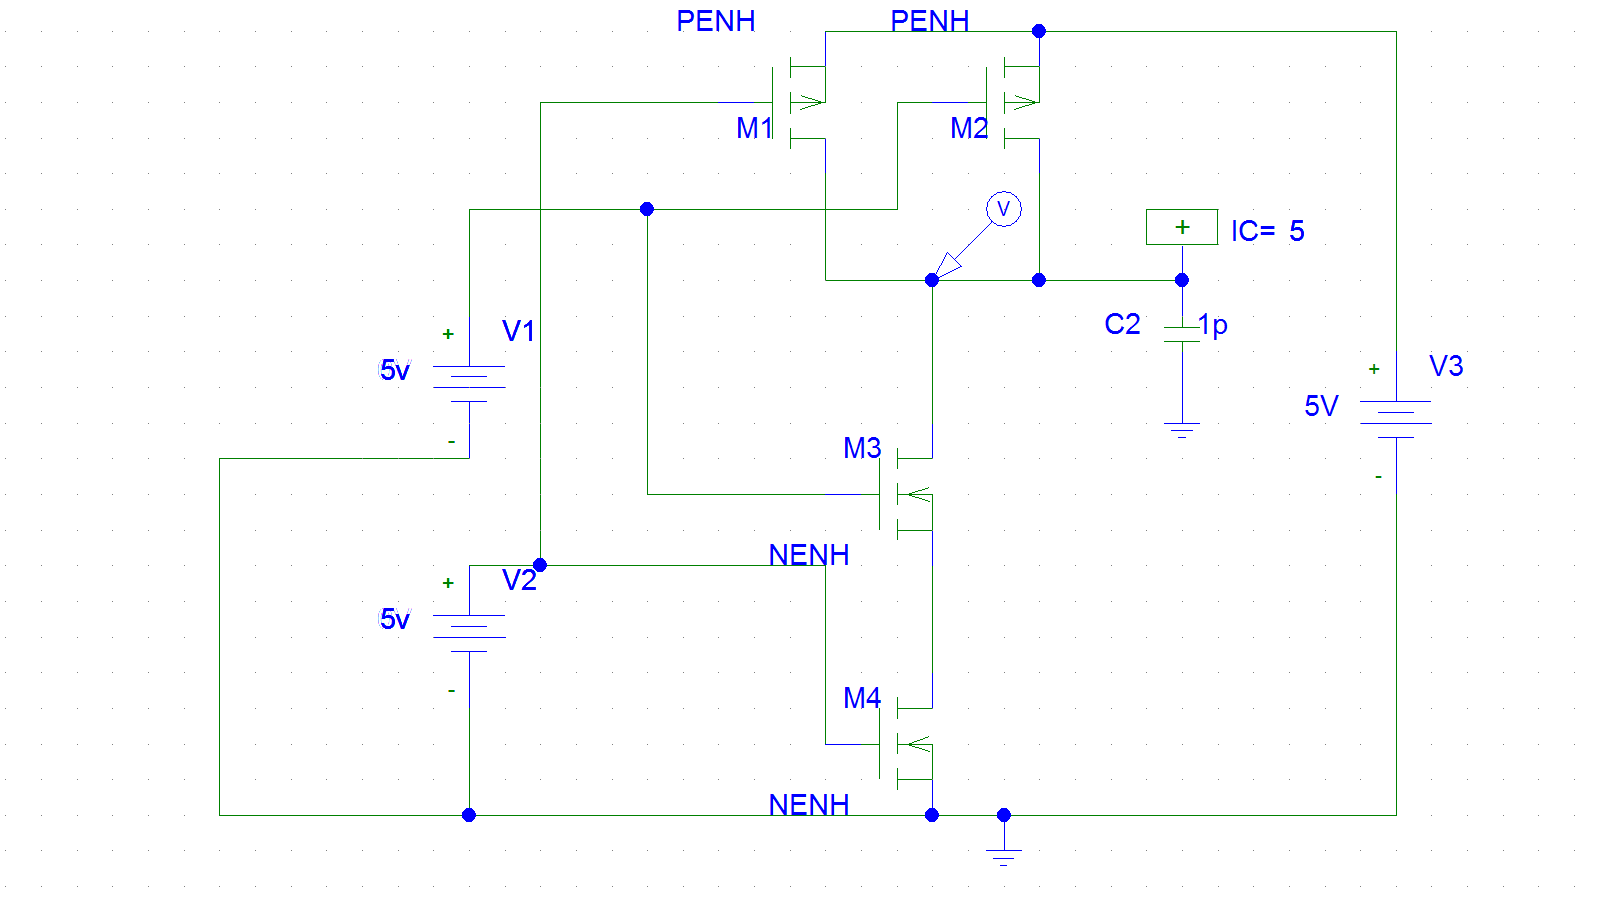 PENH
PENH
M1
M2
V
+
IC= 5
+
V1
5v
-
C2
1p
+
V3
5V
-
M3
NENH
+
V2
5v
-
M4
NENH